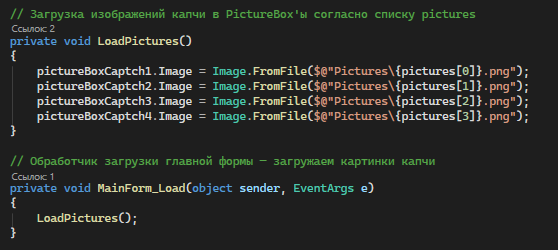 // Загрузка изображений капчи в PictureBox'ы согласно списку pictures
Ссылок: 2
private void LoadPictures()
{
    pictureBoxCaptch1.Image = Image.FromFile($@"Pictures\{pictures[0]}.png");
    pictureBoxCaptch2.Image = Image.FromFile($@"Pictures\{pictures[1]}.png");
    pictureBoxCaptch3.Image = Image.FromFile($@"Pictures\{pictures[2]}.png");
    pictureBoxCaptch4.Image = Image.FromFile($@"Pictures\{pictures[3]}.png");
}
// Обработчик загрузки главной формы — загружаем картинки капчи
Ссылок: 1
private void MainForm_Load(object sender, EventArgs e)
{
    LoadPictures();
}